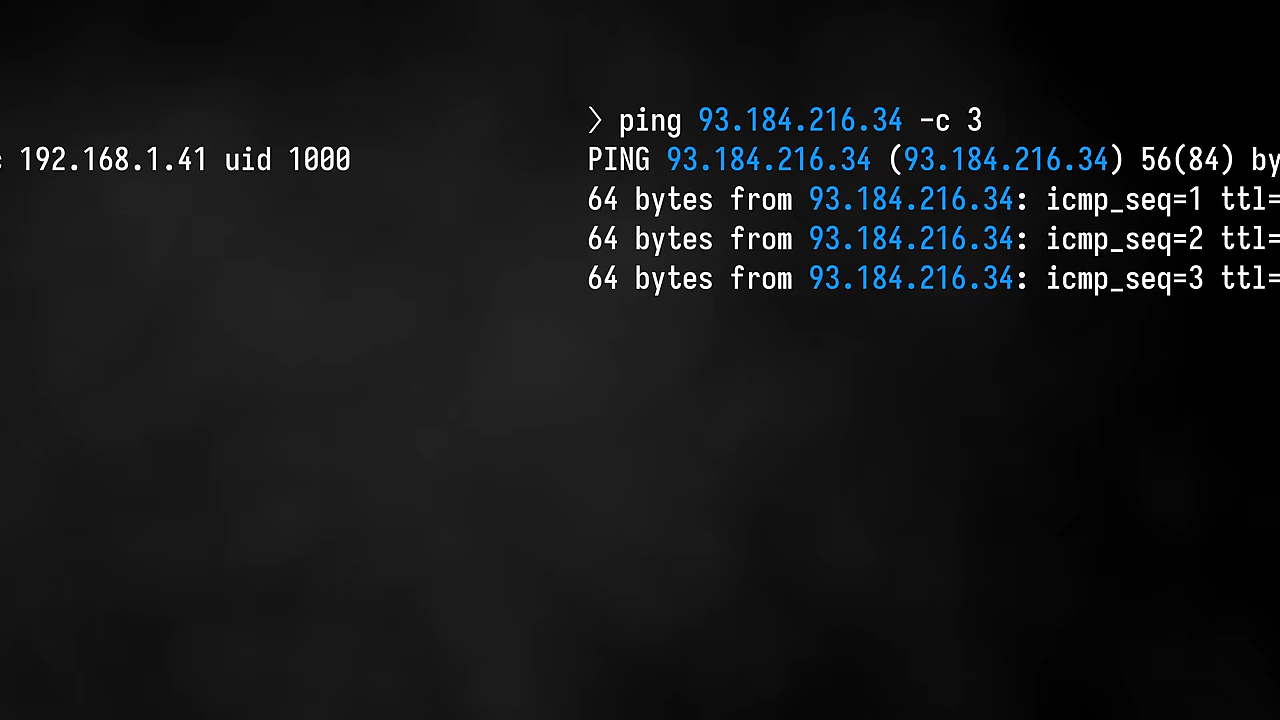 ❯ ping 93.184.216.34 -c 3
192.168.1.41 uid 1000
PING 93.184.216.34 (93.184.216.34) 56(84) by
64 bytes from 93.184.216.34: icmp_seq=1 ttl=
64 bytes from 93.184.216.34: icmp_seq=2 ttl=
64 bytes from 93.184.216.34: icmp_seq=3 ttl=